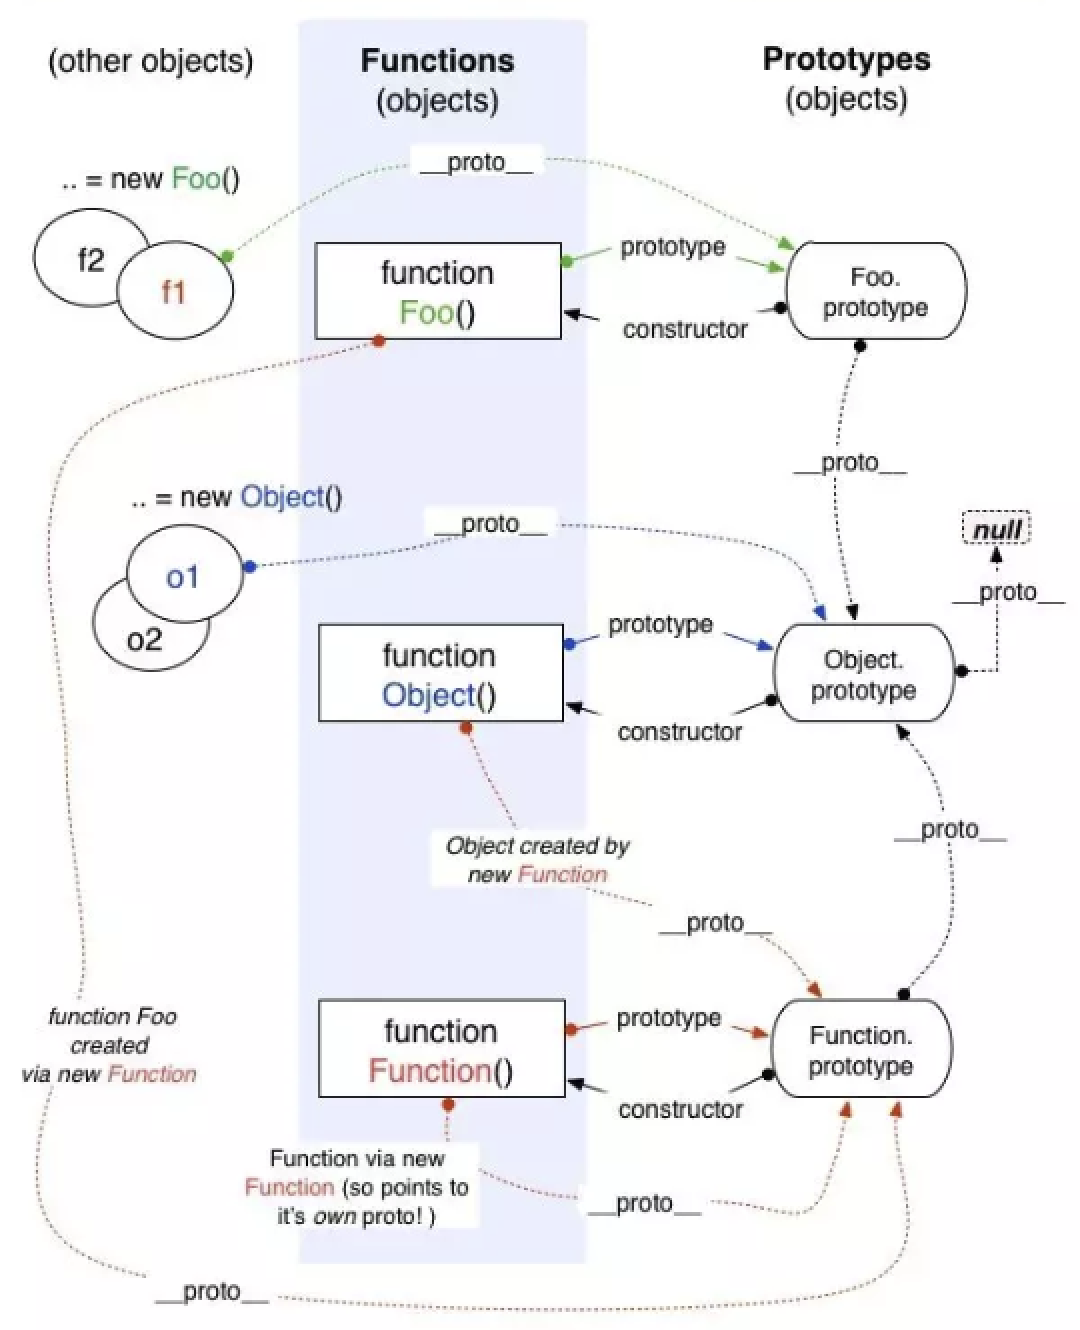 (other objects)
Functions
(objects)
Prototypes
(objects)
__proto__
.. = new Foo()
f2
f1
function
Foo()
prototype
constructor
Foo.
prototype
__proto__
.. = new Object()
__proto__
null
__proto__
o1
o2
function
Object()
prototype
constructor
Object.
prototype
__proto__
Object created by
new Function
__proto__
function Foo
created
via new Function
function
Function()
prototype
constructor
Function.
prototype
Function via new
Function (so points to
it's own proto! )
__proto__
__proto__